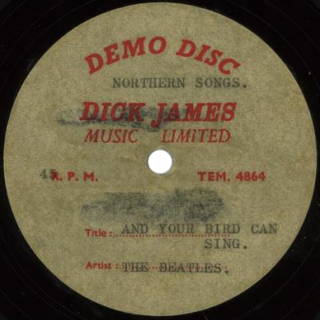 DEMO DISC
NORTHERN SONGS.
DICK JAMES
MUSIC LIMITED
45 R. P. M. TEM. 4864
Title: AND YOUR BIRD CAN
SING.
Artist: THE BEATLES.